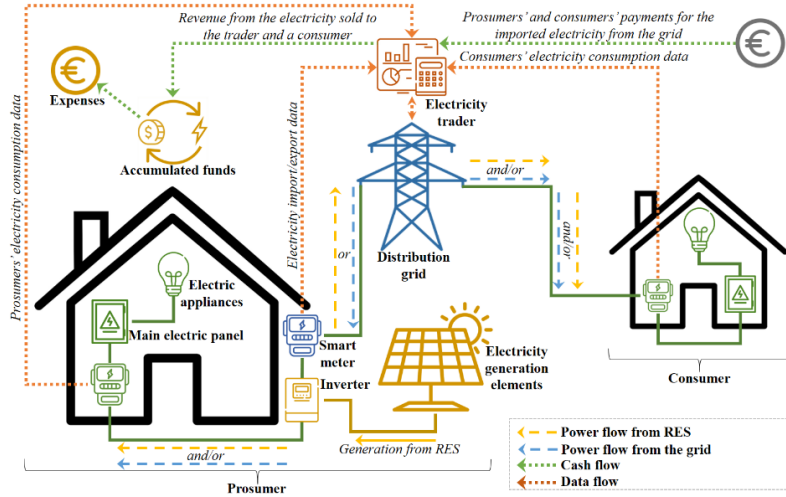 Revenue from the electricity sold to
the trader and a consumer
Prosumers' and consumers' payments for
the imported electricity from the grid
Consumers' electricity consumption data
Expenses
Electricity
trader
Accumulated funds
Prosumers' electricity consumption data
Electricity import/export data
and/or
or
and/or
Distribution
grid
Electric
appliances
Main electric panel
Smart
meter
Inverter
Electricity
generation
elements
Consumer
and/or
Generation from RES
Prosumer
Power flow from RES
Power flow from the grid
Cash flow
Data flow